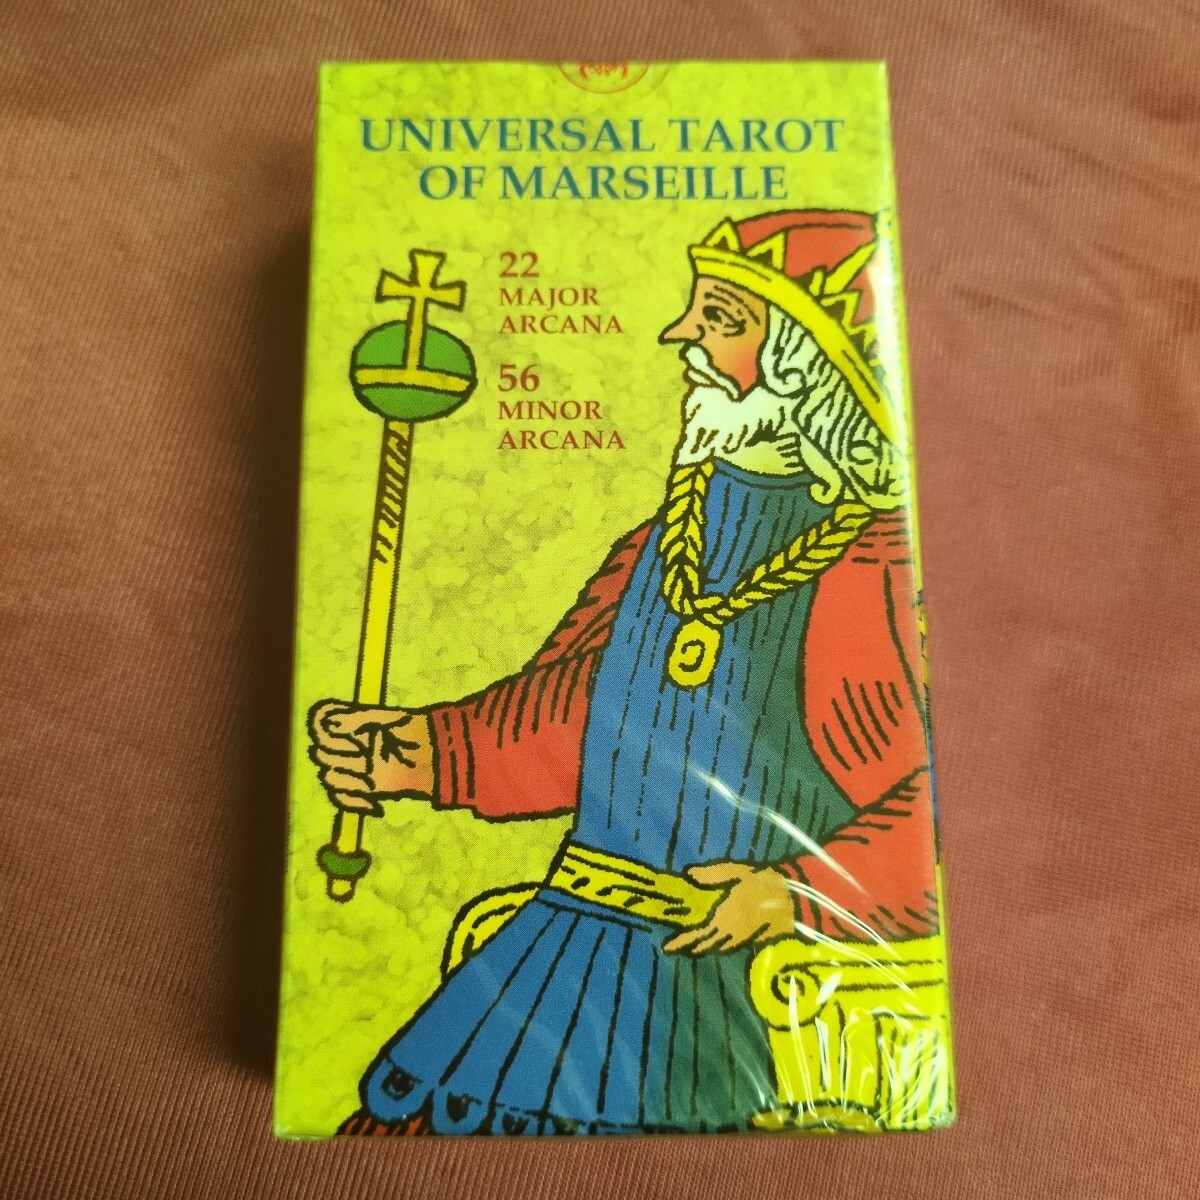 UNIVERSAL TAROT
OF MARSEILLE
22
MAJOR
ARCANA
56
MINOR
ARCANA